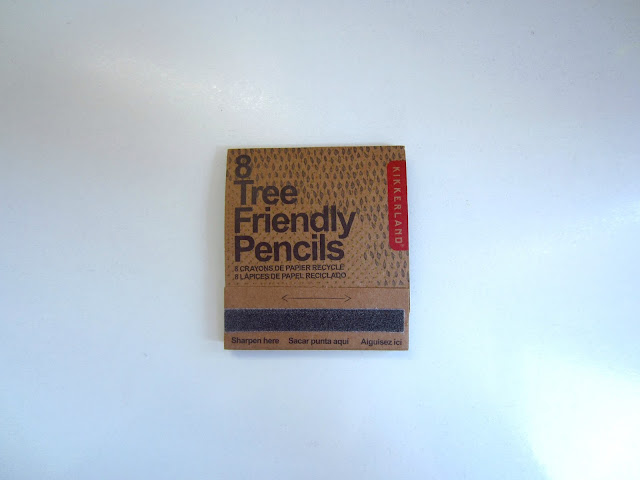 8
Tree
Friendly
Pencils
8 CRAYONS DE PAPIER RECYCLÉ
8 LÁPICES DE PAPEL RECICLADO
KIKKERLAND
Sharpen here Sacar punta aquí Aiguisez ici